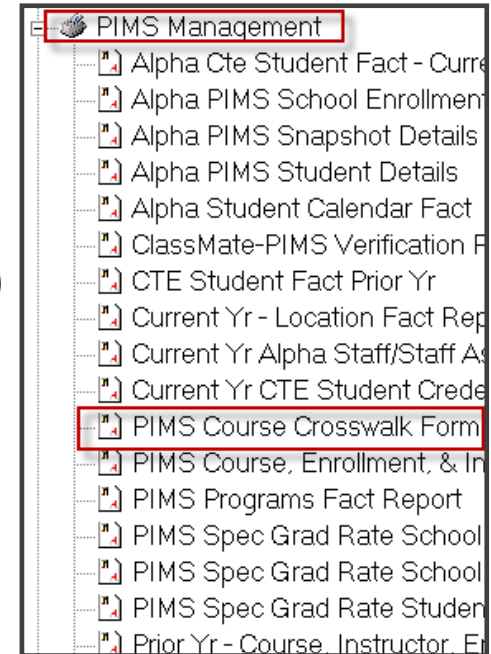 PIMS Management
Alpha Cte Student Fact - Curre
Alpha PIMS School Enrollmen
Alpha PIMS Snapshot Details
Alpha PIMS Student Details
Alpha Student Calendar Fact
ClassMate-PIMS Verification
CTE Student Fact Prior Yr
Current Yr - Location Fact Rep
Current Yr Alpha Staff/Staff As
Current Yr CTE Student Crede
PIMS Course Crosswalk Form
PIMS Course, Enrollment, & In
PIMS Programs Fact Report
PIMS Spec Grad Rate School
PIMS Spec Grad Rate School
PIMS Spec Grad Rate Studen
Prior Yr - Course, Instructor, En